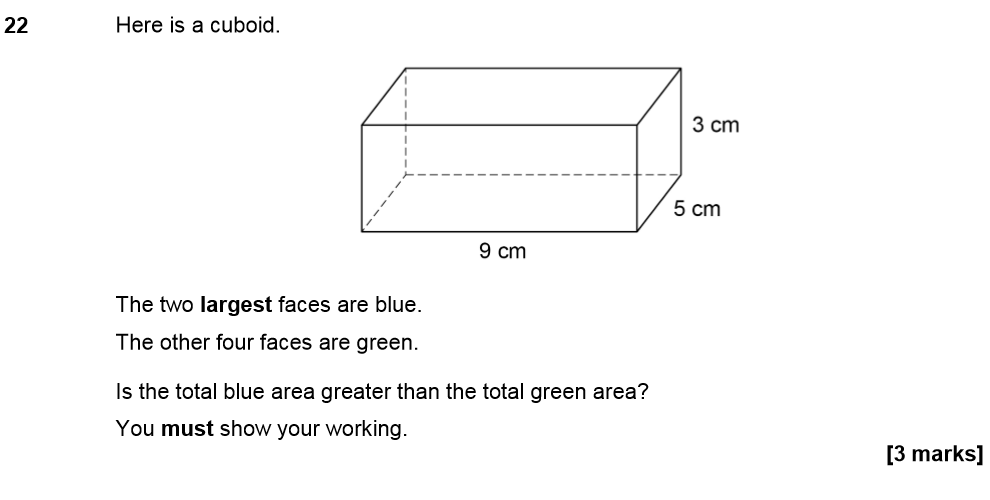 22 Here is a cuboid.
3 cm
5 cm
9 cm
The two largest faces are blue.
The other four faces are green.
Is the total blue area greater than the total green area?
You must show your working.
[3 marks]